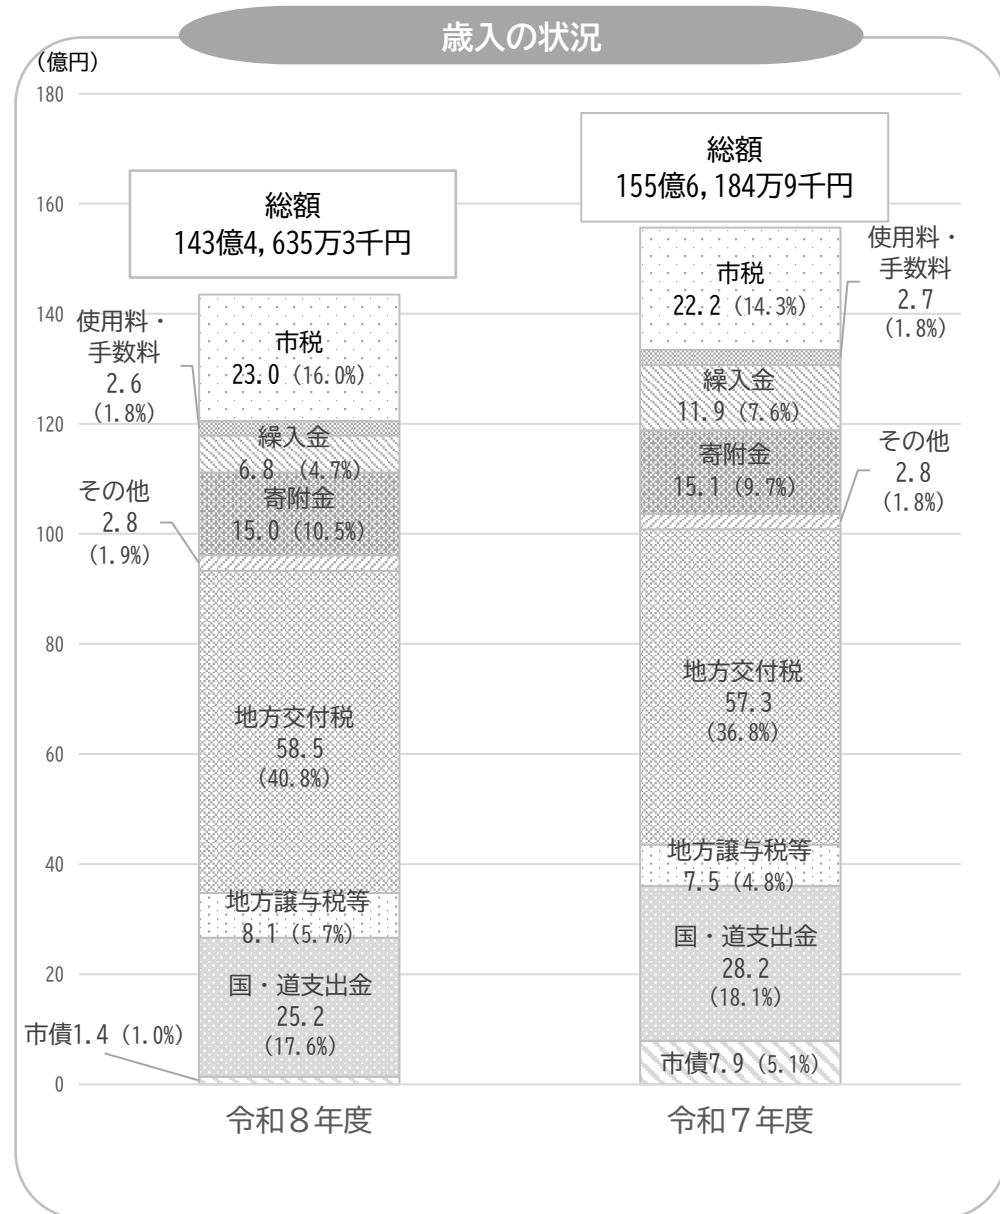 歳入の状況
(億円)
180
160
140
120
100
80
60
40
20
0
総額
143億4,635万3千円
市税
23.0 (16.0%)
使用料・
手数料
2.6
(1.8%)
繰入金
6.8 (4.7%)
寄附金
15.0 (10.5%)
その他
2.8
(1.9%)
地方交付税
58.5
(40.8%)
地方譲与税等
8.1 (5.7%)
国・道支出金
25.2
(17.6%)
市債1.4 (1.0%)
令和８年度
総額
155億6,184万9千円
市税
22.2 (14.3%)
使用料・
手数料
2.7
(1.8%)
繰入金
11.9 (7.6%)
寄附金
15.1 (9.7%)
その他
2.8
(1.8%)
地方交付税
57.3
(36.8%)
地方譲与税等
7.5 (4.8%)
国・道支出金
28.2
(18.1%)
市債7.9 (5.1%)
令和７年度